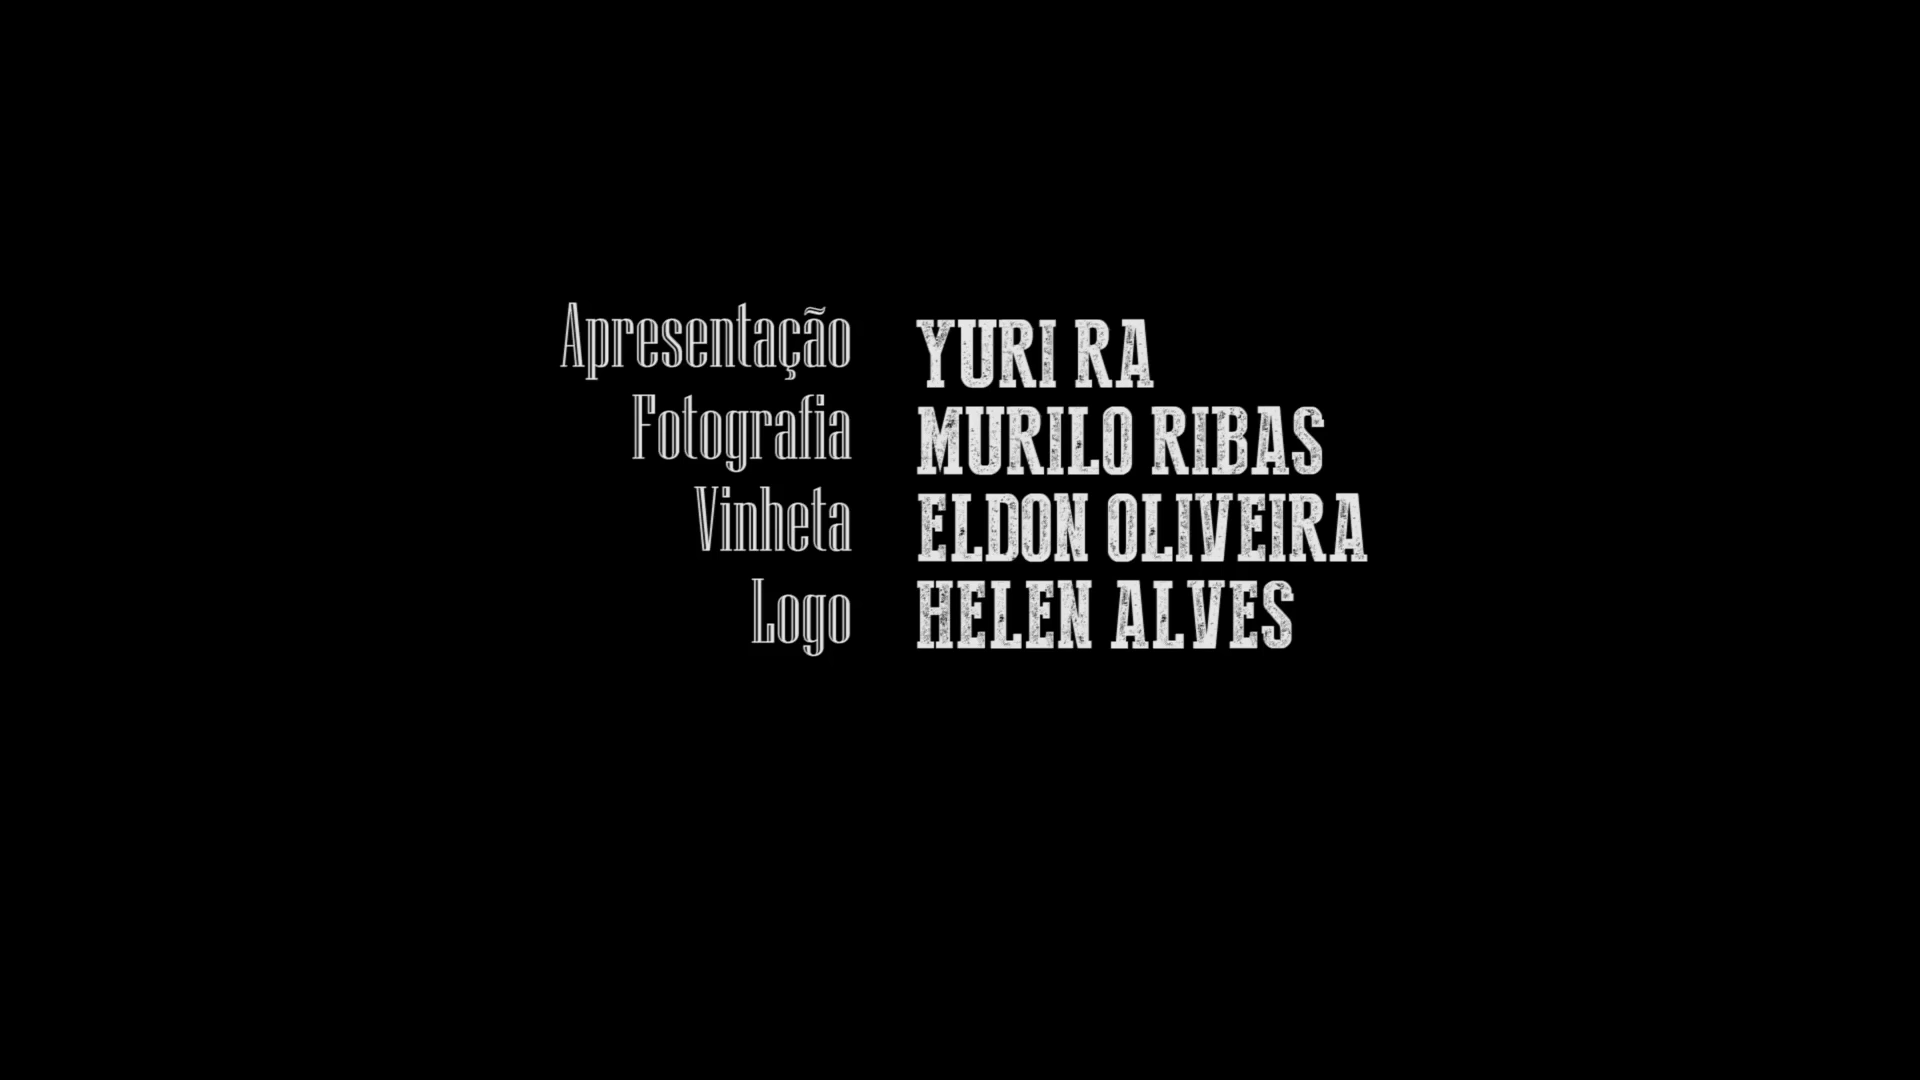 Apresentação YURI RA
Fotografia MURILO RIBAS
Vinheta ELDON OLIVEIRA
Logo HELEN ALVES